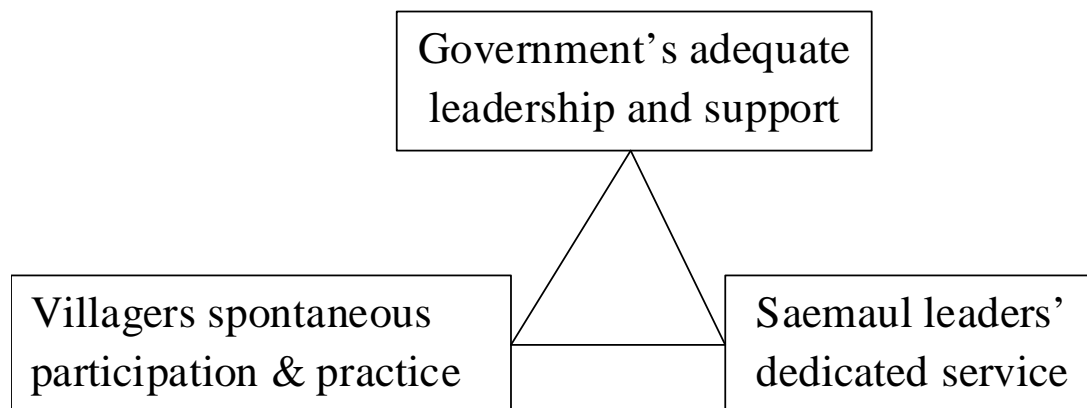 Government’s adequate
leadership and support
Villagers spontaneous
participation & practice
Saemaul leaders’
dedicated service